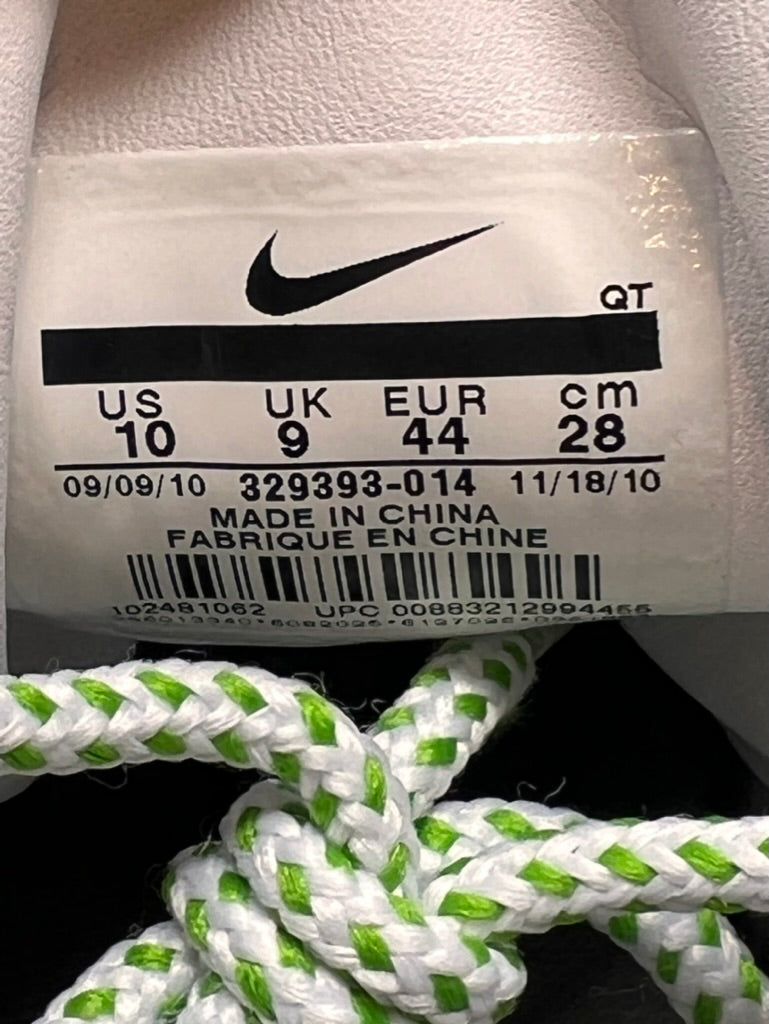 QT
US UK EUR cm
10 9 44 28
09/09/10 329393-014 11/18/10
MADE IN CHINA
FABRIQUE EN CHINE
102481062 UPC 00883212994455